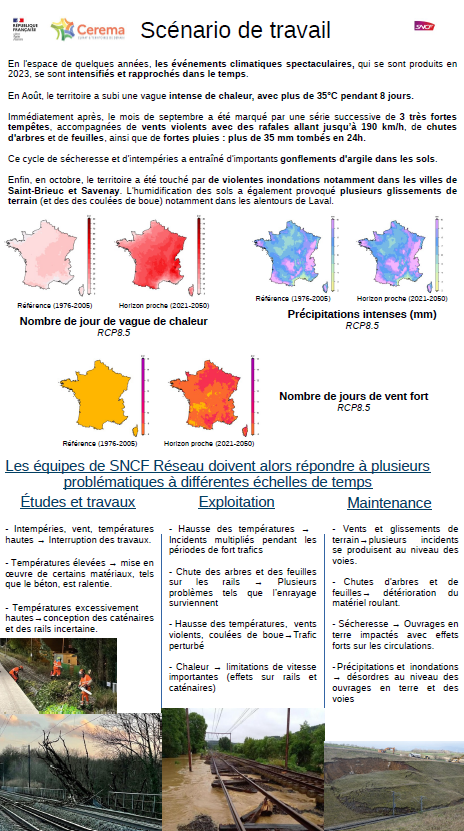 RÉPUBLIQUE
FRANÇAISE
Cerema
Scénario de travail
SNCF
En l'espace de quelques années, les événements climatiques spectaculaires, qui se sont produits en
2023, se sont intensifiés et rapprochés dans le temps.
En Août, le territoire a subi une vague intense de chaleur, avec plus de 35°C pendant 8 jours.
Immédiatement après, le mois de septembre a été marqué par une série successive de 3 très fortes
tempêtes, accompagnées de vents violents avec des rafales allant jusqu'à 190 km/h, de chutes
d'arbres et de feuilles, ainsi que de fortes pluies : plus de 35 mm tombés en 24h.
Ce cycle de sécheresse et d'intempéries a entraîné d'importants gonflements d'argile dans les sols.
Enfin, en octobre, le territoire a été touché par de violentes inondations notamment dans les villes de
Saint-Brieuc et Savenay. L'humidification des sols a également provoqué plusieurs glissements de
terrain (et des des coulées de boue) notamment dans les alentours de Laval.
Référence (1976-2005)
Horizon proche (2021-2050)
Référence (1976-2005)
Horizon proche (2021-2050)
Nombre de jour de vague de chaleur
RCP8.5
Précipitations intenses (mm)
RCP8.5
Nombre de jours de vent fort
RCP8.5
Référence (1976-2005)
Horizon proche (2021-2050)
Les équipes de SNCF Réseau doivent alors répondre à plusieurs
problématiques à différentes échelles de temps
Études et travaux
- Intempéries, vent, températures
hautes → Interruption des travaux.
- Températures élevées → mise en
œuvre de certains matériaux, tels
que le béton, est ralentie.
- Températures excessivement
hautes→conception des caténaires
et des rails incertaine.
Exploitation
- Hausse des températures →
Incidents multipliés pendant les
périodes de fort trafics
- Chute des arbres et des feuilles
sur les rails → Plusieurs
problèmes tels que l'enrayage
surviennent
- Hausse des températures, vents
violents, coulées de boue→Trafic
perturbé
- Chaleur → limitations de vitesse
importantes (effets sur rails et
caténaires)
Maintenance
- Vents et glissements de
terrain→plusieurs incidents
se produisent au niveau des
voies.
- Chutes d'arbres et de
feuilles→ détérioration du
matériel roulant.
- Sécheresse → Ouvrages en
terre impactés avec effets
forts sur les circulations.
-Précipitations et inondations
→ désordres au niveau des
ouvrages en terre et des
voies